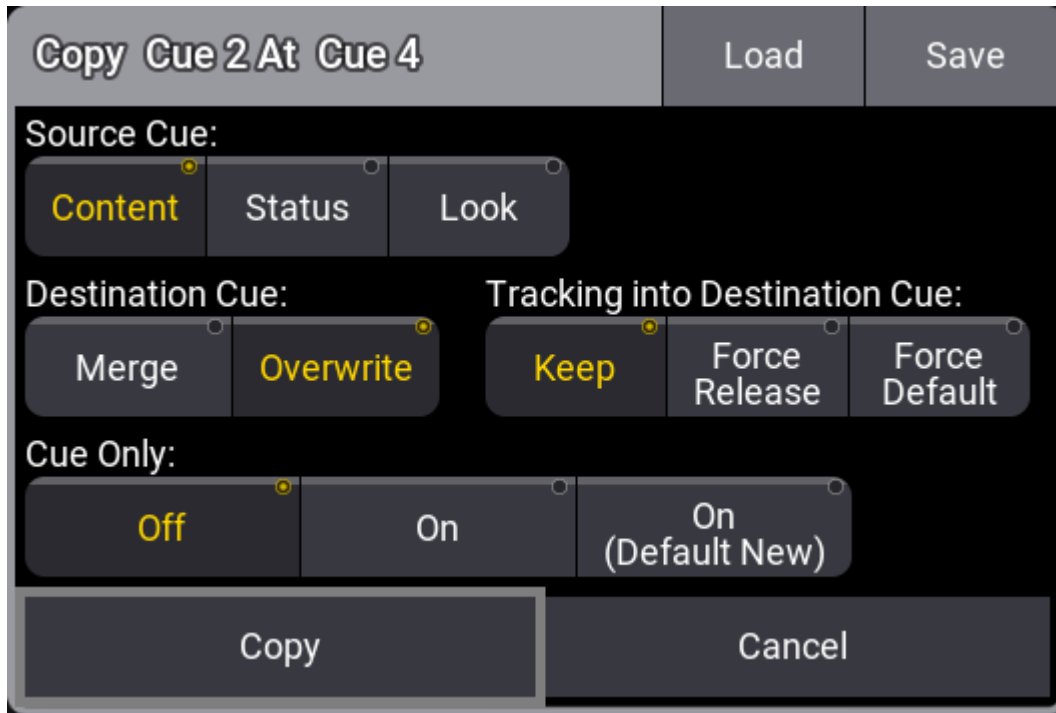 Copy Cue 2 At Cue 4 Load Save
Source Cue:
Content Status Look
Destination Cue: Tracking into Destination Cue:
Merge Overwrite Keep Force Release Force Default
Cue Only:
Off On On (Default New)
Copy Cancel